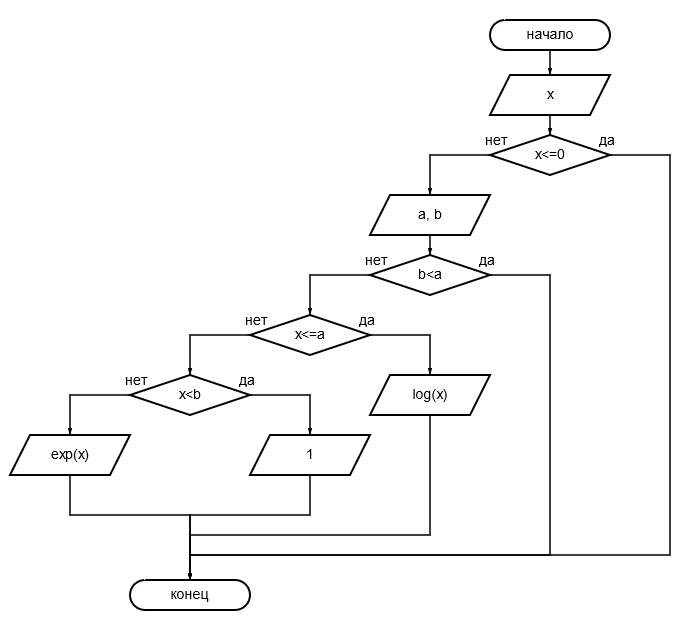 начало
x
нет
x<=0
да
a, b
нет
b<a
да
нет
x<=a
да
нет
x<b
да
log(x)
exp(x)
1
конец